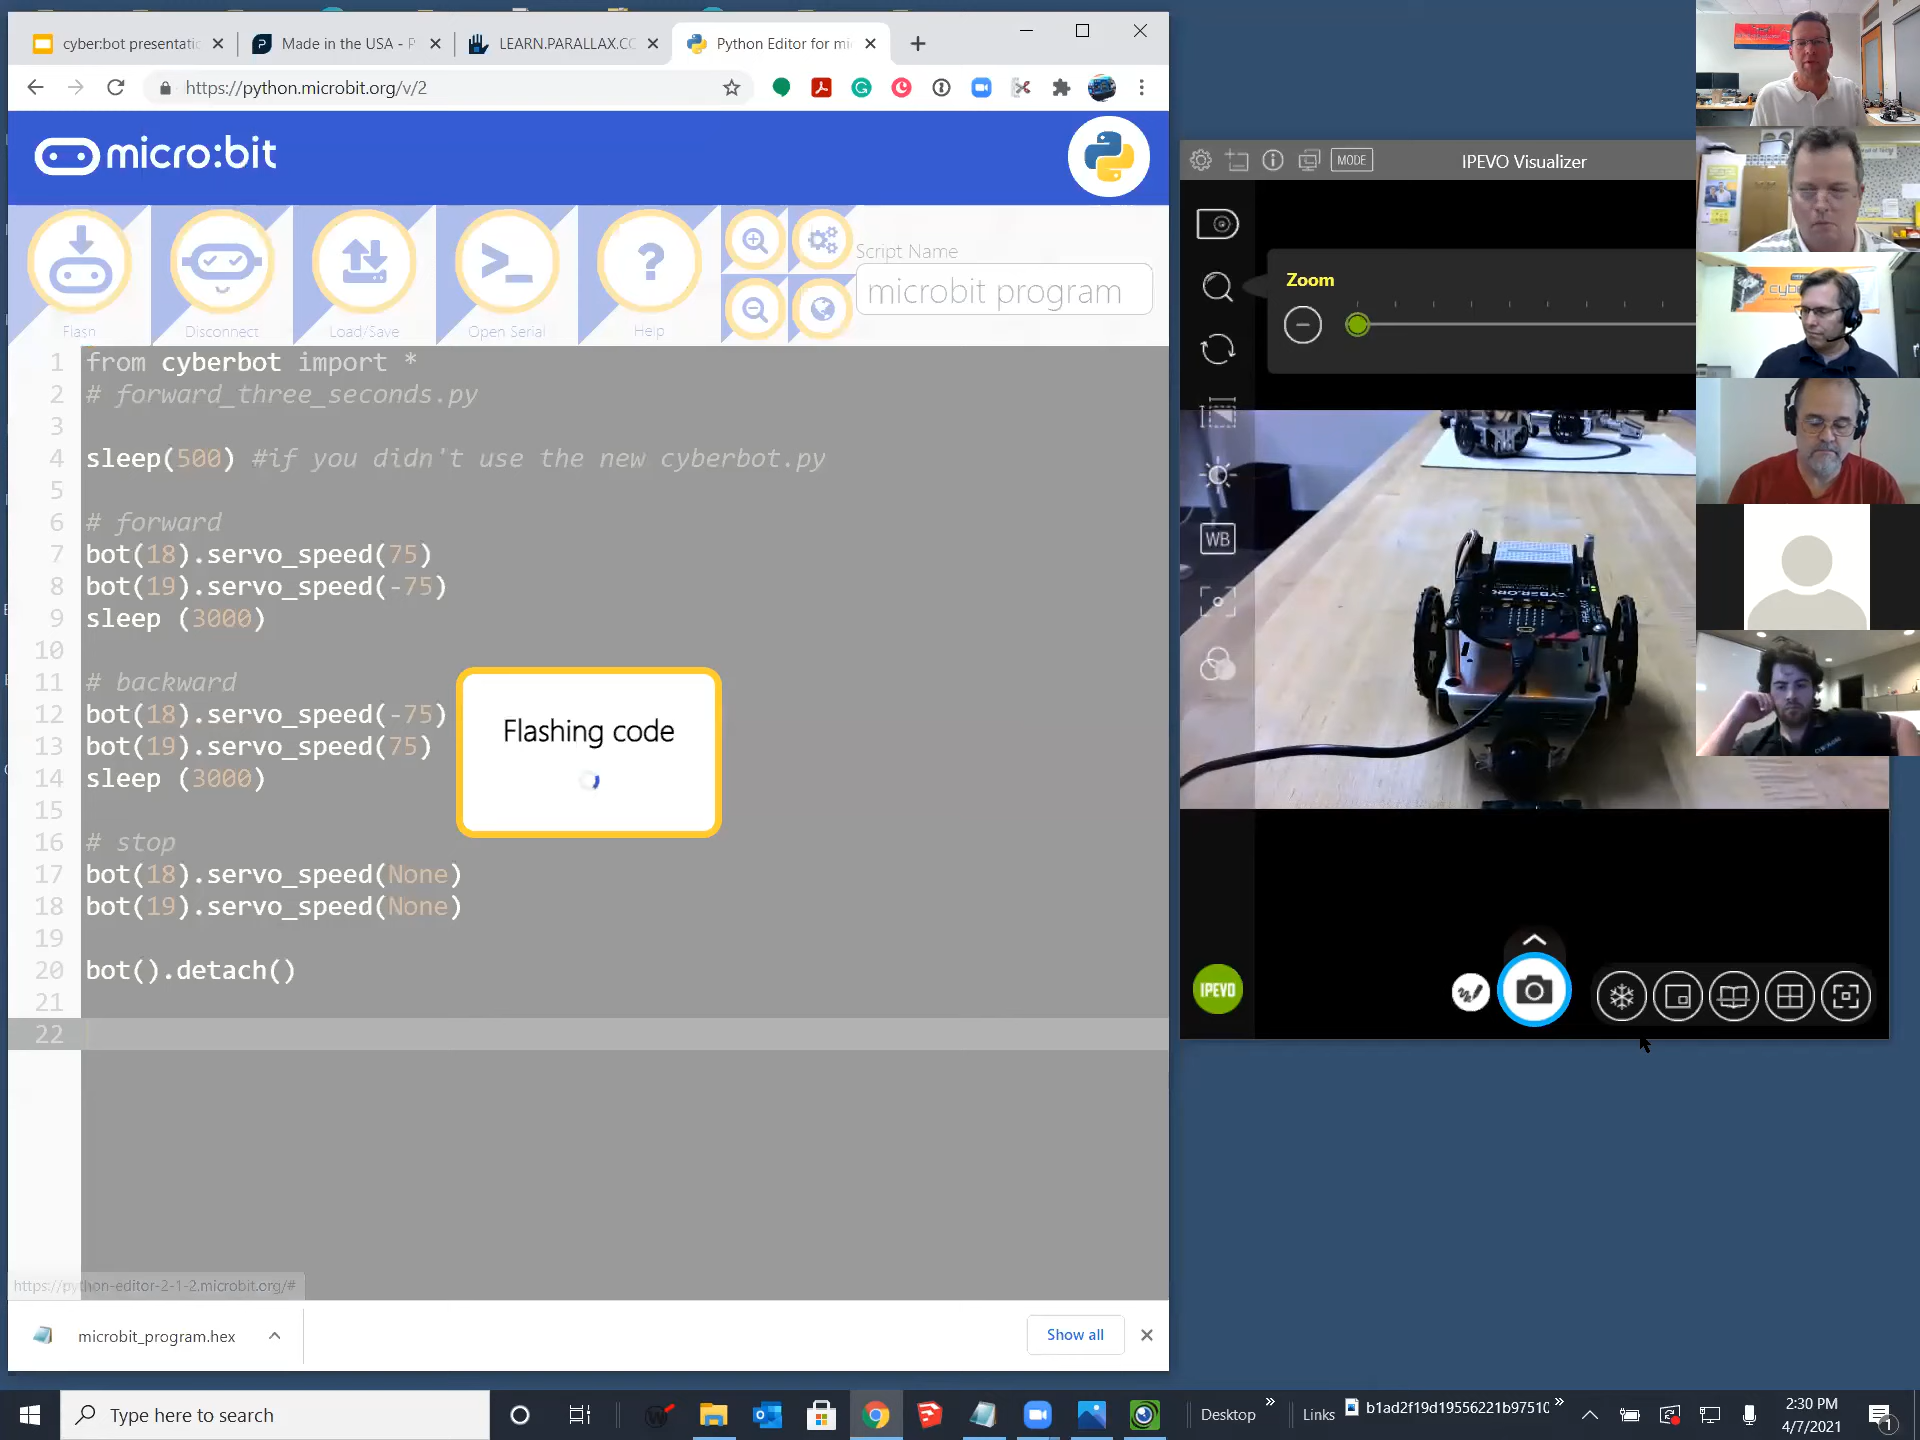 cyber:bot presentatic
Made in the USA - P
LEARN.PARALLAX.CO
Python Editor for mi
https://python.microbit.org/v/2
micro:bit
Flash
Disconnect
Load/Save
Open Serial
Help
Script Name
microbit program
1 from cyberbot import *
2 # forward_three_seconds.py
3
4 sleep(500) #if you didn't use the new cyberbot.py
5
6 # forward
7 bot(18).servo_speed(75)
8 bot(19).servo_speed(-75)
9 sleep (3000)
10
11 # backward
12 bot(18).servo_speed(-75)
13 bot(19).servo_speed(75)
14 sleep (3000)
15
16 # stop
17 bot(18).servo_speed(None)
18 bot(19).servo_speed(None)
19
20 bot().detach()
21
22
Flashing code
https://python-editor-2-1-2.microbit.org/#
microbit_program.hex
Show all
MODE
IPEVO Visualizer
Zoom
WB
IPEVO
Type here to search
Desktop
Links
b1ad2f19d19556221b9751
2:30 PM
4/7/2021
1